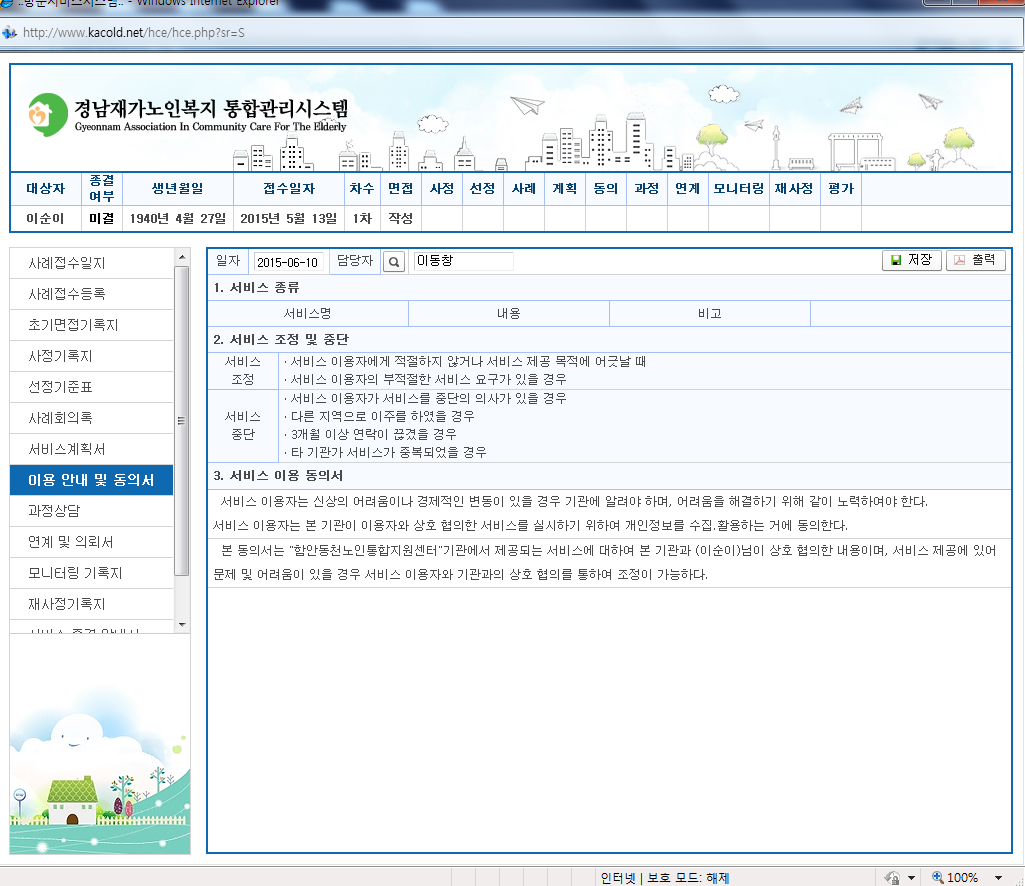 http://www.kacold.net/hce/hce.php?sr=S
경남재가노인복지 통합관리시스템
Gyeonnam Association In Community Care For The Elderly
대상자 종결여부 생년월일 접수일자 차수 면접 사정 선정 사례 계획 동의 과정 연계 모니터링 재사정 평가
이순이 미결 1940년 4월 27일 2015년 5월 13일 1차 작성
사례접수일지
사례접수등록
초기면접기록지
사정기록지
선정기준표
사례회의록
서비스계획서
이용 안내 및 동의서
과정상담
연계 및 의뢰서
모니터링 기록지
재사정기록지
일자 2015-06-10 담당자 이동창 저장 출력
1. 서비스 종류
서비스명 내용 비고
2. 서비스 조정 및 중단
서비스 조정
· 서비스 이용자에게 적절하지 않거나 서비스 제공 목적에 어긋날 때
· 서비스 이용자의 부적절한 서비스 요구가 있을 경우
서비스 중단
· 서비스 이용자가 서비스를 중단의 의사가 있을 경우
· 다른 지역으로 이주를 하였을 경우
· 3개월 이상 연락이 끊겼을 경우
· 타 기관가 서비스가 중복되었을 경우
3. 서비스 이용 동의서
서비스 이용자는 신상의 어려움이나 경제적인 변동이 있을 경우 기관에 알려야 하며, 어려움을 해결하기 위해 같이 노력하여야 한다.
서비스 이용자는 본 기관이 이용자와 상호 협의한 서비스를 실시하기 위하여 개인정보를 수집.활용하는 거에 동의한다.
본 동의서는 "함안동천노인통합지원센터"기관에서 제공되는 서비스에 대하여 본 기관과 (이순이)님이 상호 협의한 내용이며, 서비스 제공에 있어
문제 및 어려움이 있을 경우 서비스 이용자와 기관과의 상호 협의를 통하여 조정이 가능하다.
인터넷 | 보호 모드: 해제
100%